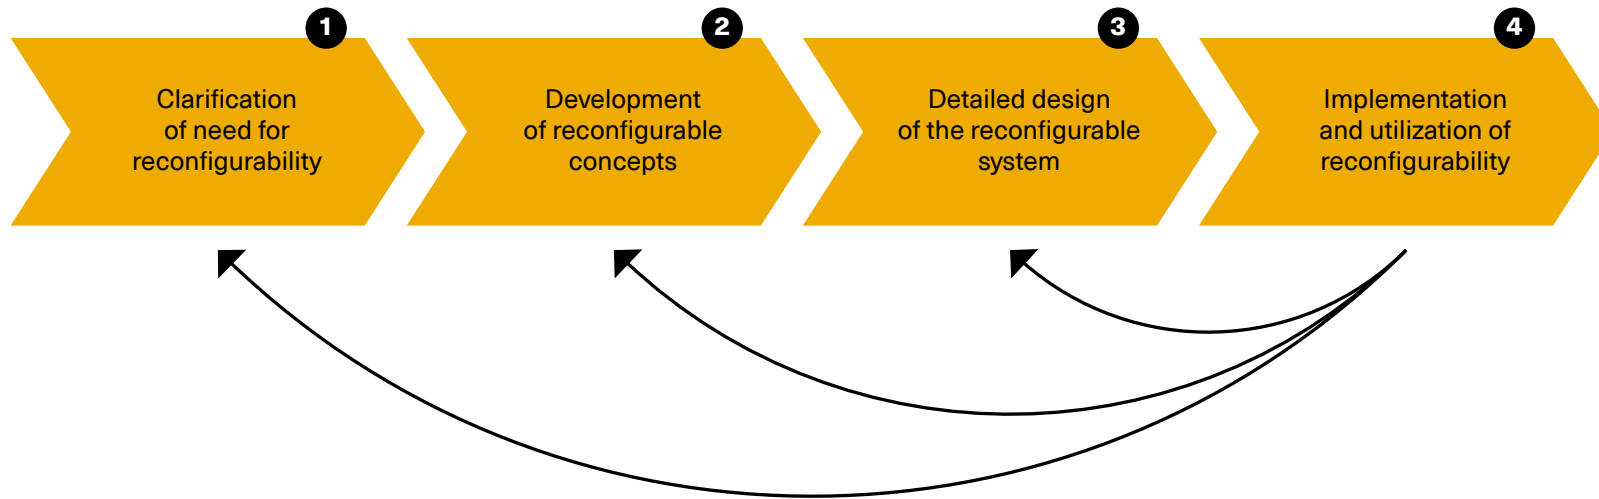 1
Clarification
of need for
reconfigurability
2
Development
of reconfigurable
concepts
3
Detailed design
of the reconfigurable
system
4
Implementation
and utilization of
reconfigurability